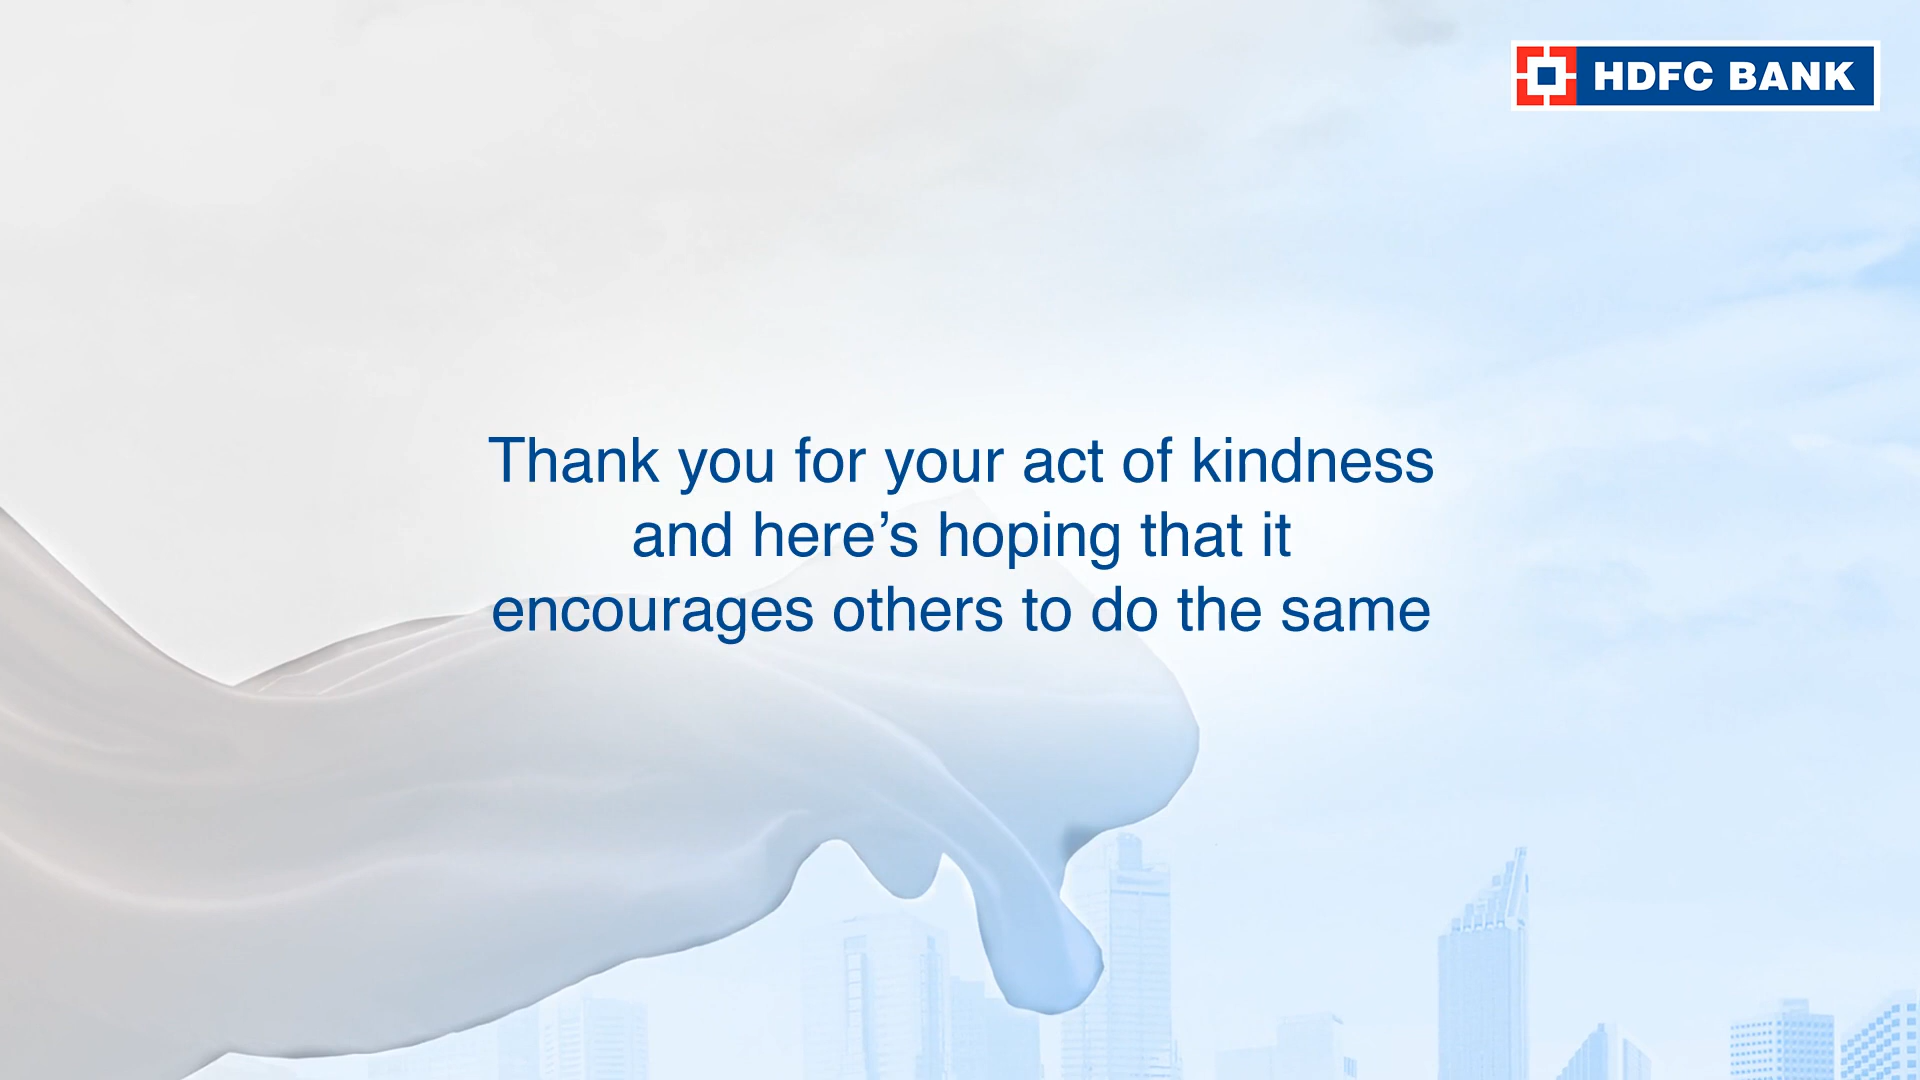 HDFC BANK
Thank you for your act of kindness
and here’s hoping that it
encourages others to do the same